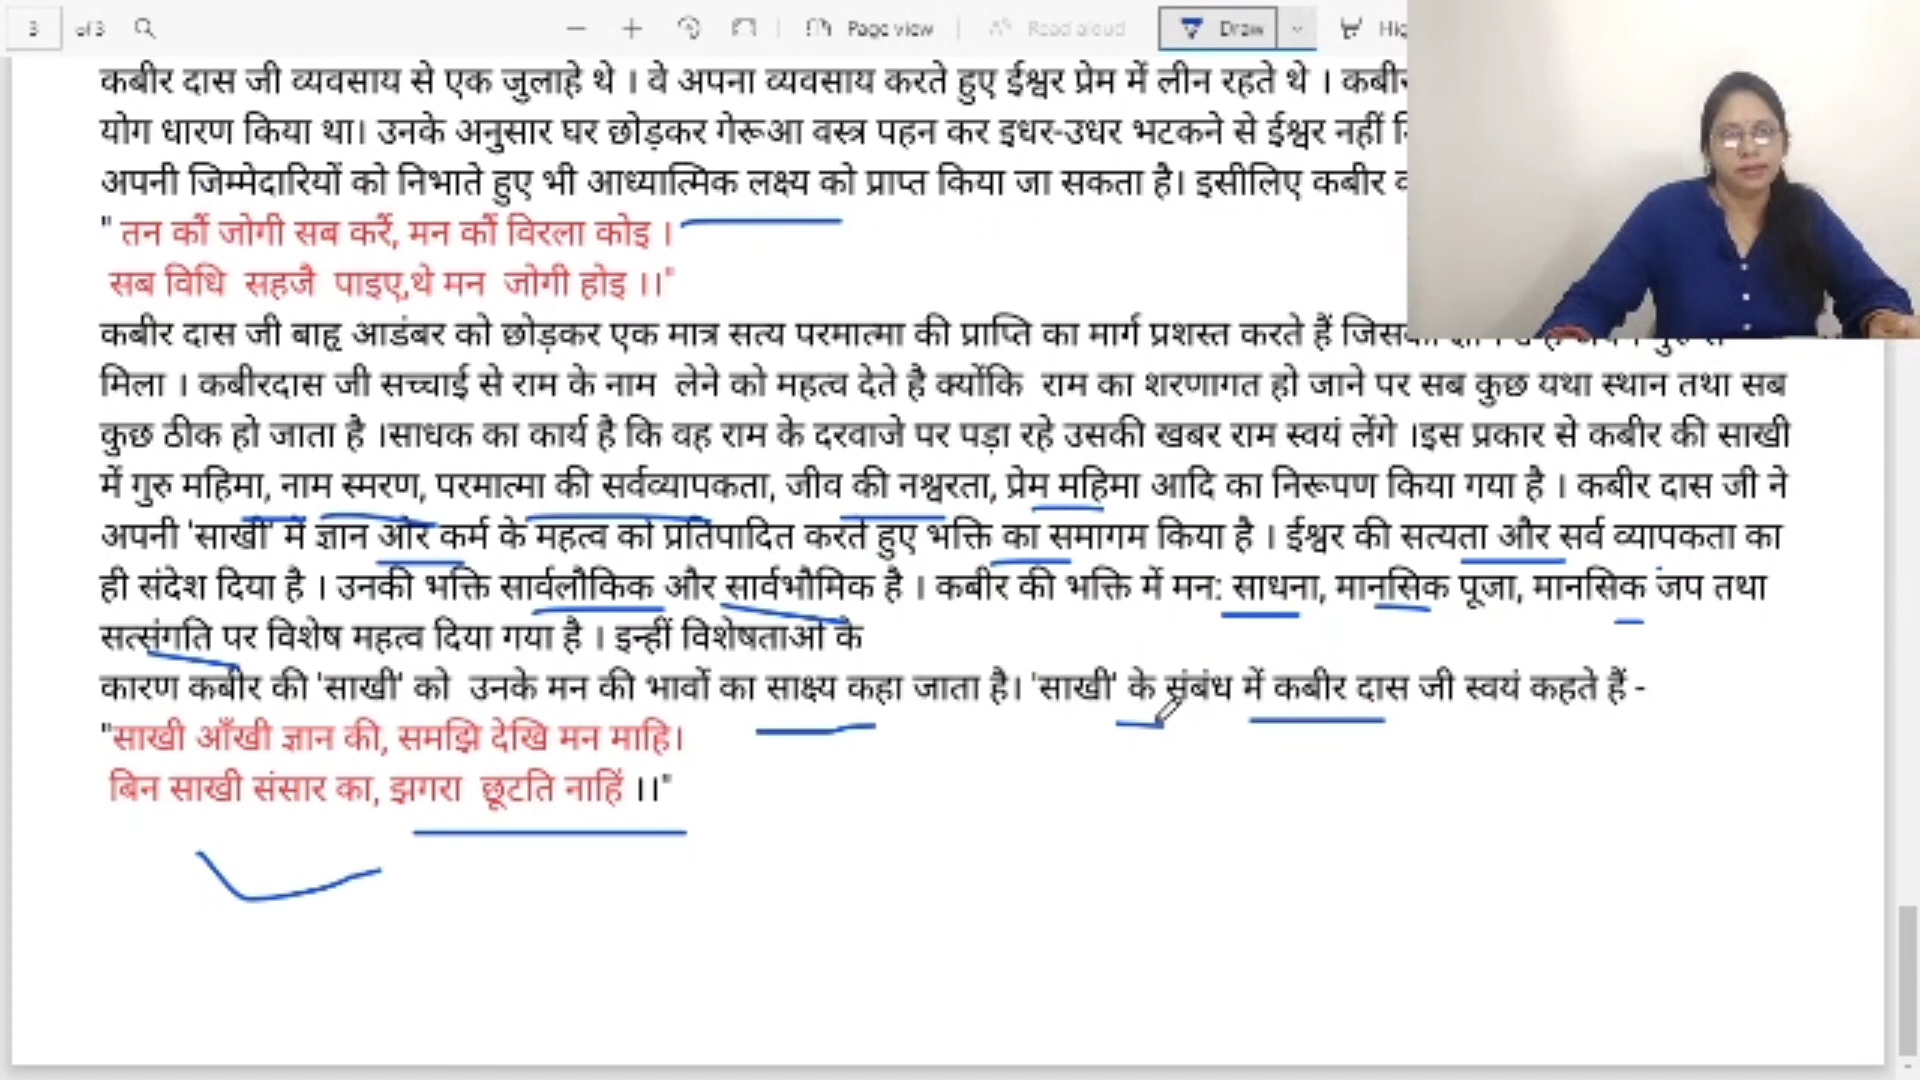 3 of 3 Page view Read aloud Draw
कबीर दास जी व्यवसाय से एक जुलाहे थे । वे अपना व्यवसाय करते हुए ईश्वर प्रेम में लीन रहते थे ।
योग धारण किया था। उनके अनुसार घर छोड़कर गेरूआ वस्त्र पहन कर इधर-उधर भटकने से ईश्वर नहीं
अपनी जिम्मेदारियों को निभाते हुए भी आध्यात्मिक लक्ष्य को प्राप्त किया जा सकता है। इसीलिए कबीर
" तन कौं जोगी सब करैं, मन कौं विरला कोइ ।
सब विधि सहजै पाइए,थे मन जोगी होइ ।।"
कबीर दास जी बाहृ आडंबर को छोड़कर एक मात्र सत्य परमात्मा की प्राप्ति का मार्ग प्रशस्त करते हैं
मिला । कबीरदास जी सच्चाई से राम के नाम लेने को महत्व देते है क्योंकि राम का शरणागत हो जाने पर सब कुछ यथा स्थान तथा सब
कुछ ठीक हो जाता है ।साधक का कार्य है कि वह राम के दरवाजे पर पड़ा रहे उसकी खबर राम स्वयं लेंगे ।इस प्रकार से कबीर की साखी
में गुरु महिमा, नाम स्मरण, परमात्मा की सर्वव्यापकता, जीव की नश्वरता, प्रेम महिमा आदि का निरूपण किया गया है । कबीर दास जी ने
अपनी 'साखी' में ज्ञान और कर्म के महत्व को प्रतिपादित करते हुए भक्ति का समागम किया है । ईश्वर की सत्यता और सर्व व्यापकता का
ही संदेश दिया है । उनकी भक्ति सार्वलौकिक और सार्वभौमिक है । कबीर की भक्ति में मन: साधना, मानसिक पूजा, मानसिक जप तथा
सत्संगति पर विशेष महत्व दिया गया है । इन्हीं विशेषताओं के
कारण कबीर की 'साखी' को उनके मन की भावों का साक्ष्य कहा जाता है। 'साखी' के संबंध में कबीर दास जी स्वयं कहते हैं -
"साखी आँखी ज्ञान की, समझि देखि मन माहि।
बिन साखी संसार का, झगरा छूटति नाहिं ।।"